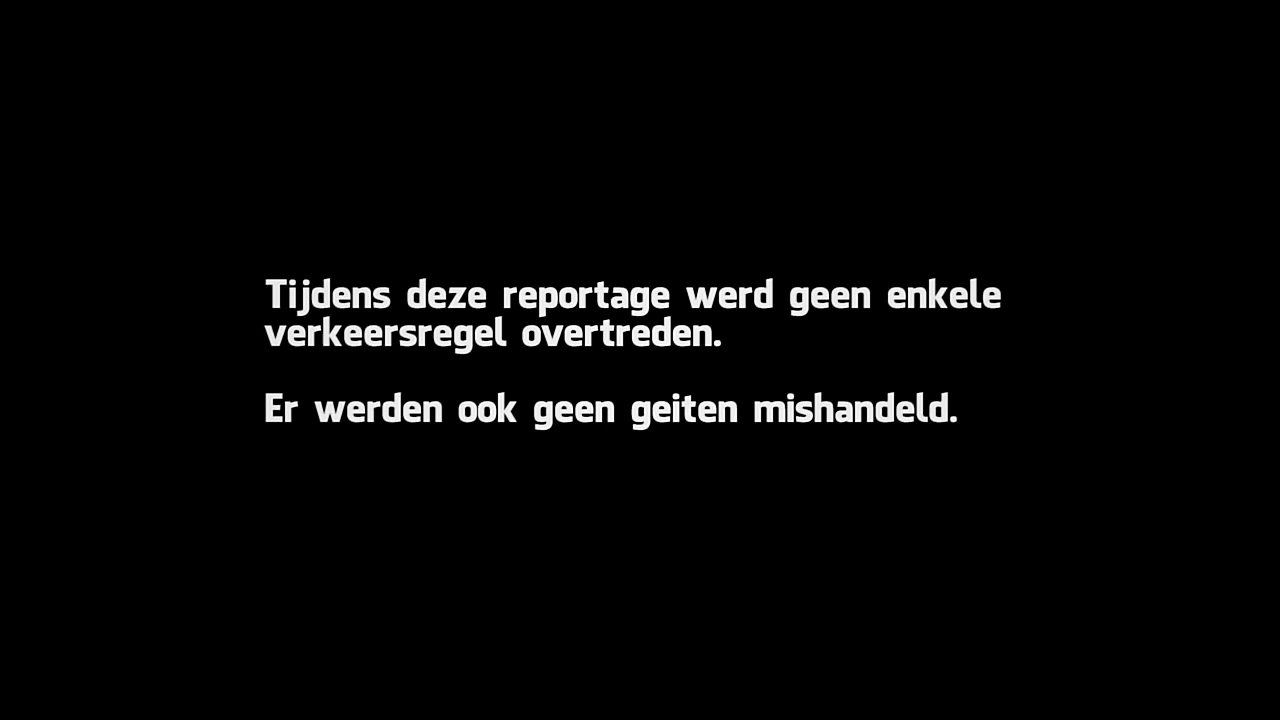 Tijdens deze reportage werd geen enkele
verkeersregel overtreden.
Er werden ook geen geiten mishandeld.